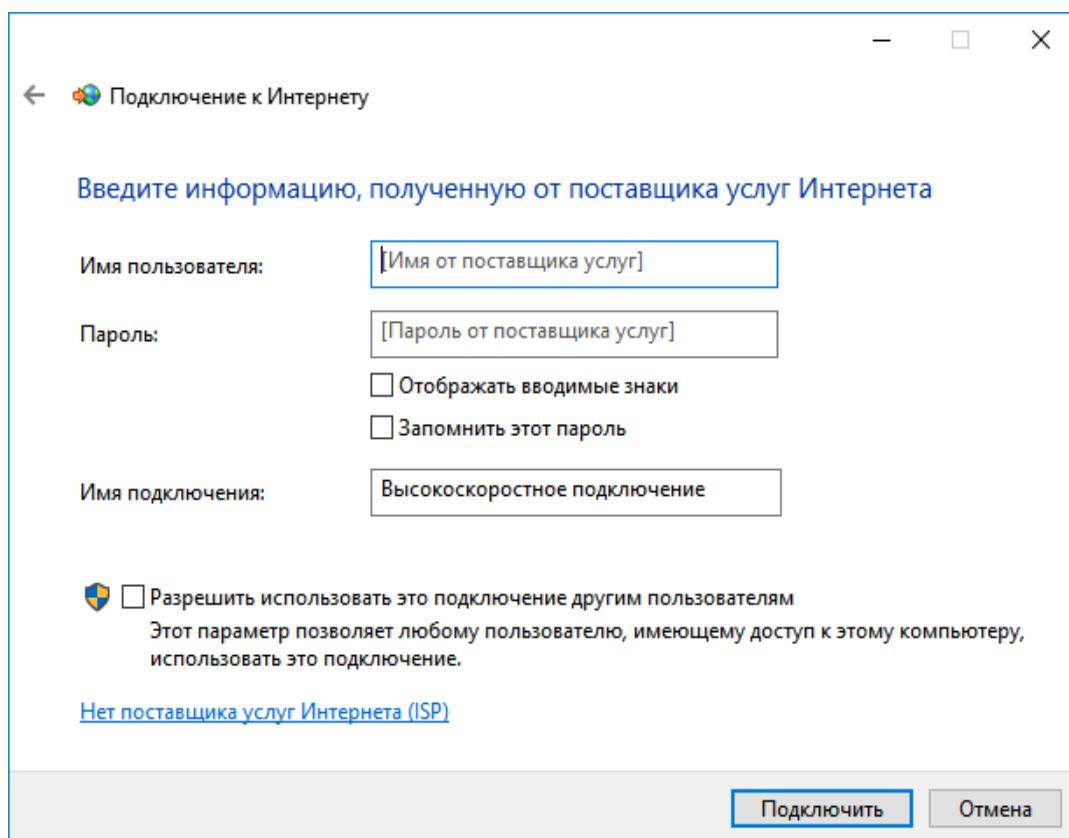 Подключение к Интернету
Введите информацию, полученную от поставщика услуг Интернета
Имя пользователя: [Имя от поставщика услуг]
Пароль: [Пароль от поставщика услуг]
Отображать вводимые знаки
Запомнить этот пароль
Имя подключения: Высокоскоростное подключение
Разрешить использовать это подключение другим пользователям
Этот параметр позволяет любому пользователю, имеющему доступ к этому компьютеру,
использовать это подключение.
Нет поставщика услуг Интернета (ISP)
Подключить Отмена